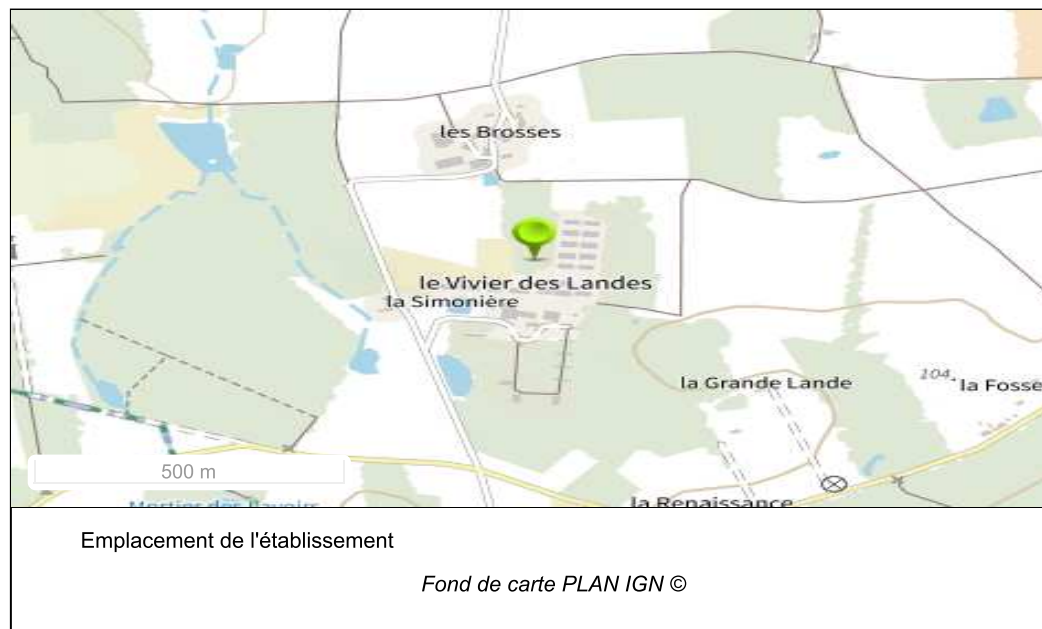 les Brosses
le Vivier des Landes
la Simonière
la Grande Lande
104
la Fosse
500 m
la Renaissance
Emplacement de l'établissement
Fond de carte PLAN IGN ©